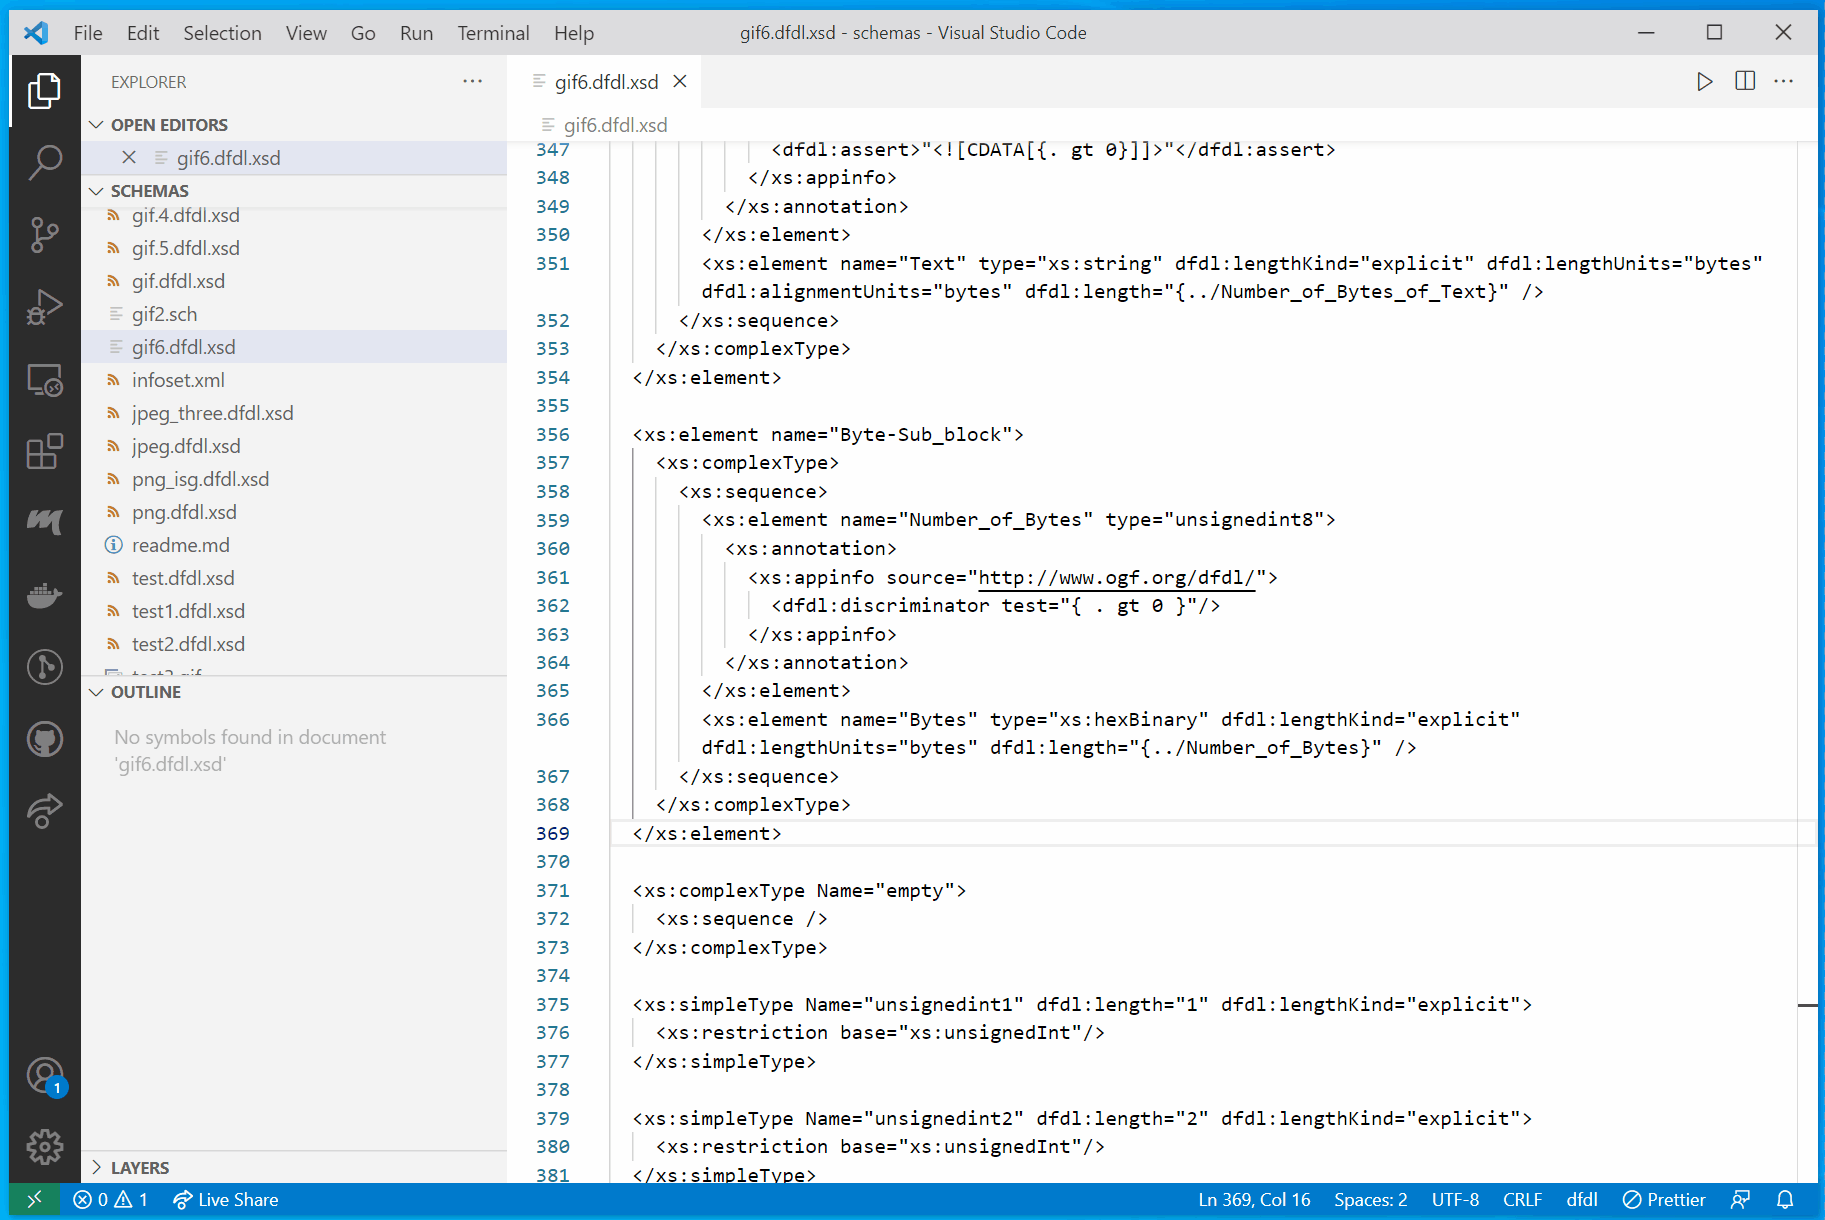 File Edit Selection View Go Run Terminal Help gif6.dfdl.xsd - schemas - Visual Studio Code
EXPLORER
OPEN EDITORS
gif6.dfdl.xsd
SCHEMAS
gif.4.dfdl.xsd
gif.5.dfdl.xsd
gif.dfdl.xsd
gif2.sch
gif6.dfdl.xsd
infoset.xml
jpeg_three.dfdl.xsd
jpeg.dfdl.xsd
png_isg.dfdl.xsd
png.dfdl.xsd
readme.md
test.dfdl.xsd
test1.dfdl.xsd
test2.dfdl.xsd
OUTLINE
No symbols found in document
'gif6.dfdl.xsd'
LAYERS
gif6.dfdl.xsd
gif6.dfdl.xsd
347 <dfdl:assert>"<![CDATA[{. gt 0}]]>"</dfdl:assert>
348 </xs:appinfo>
349 </xs:annotation>
350 </xs:element>
351 <xs:element name="Text" type="xs:string" dfdl:lengthKind="explicit" dfdl:lengthUnits="bytes"
dfdl:alignmentUnits="bytes" dfdl:length="{../Number_of_Bytes_of_Text}" />
352 </xs:sequence>
353 </xs:complexType>
354 </xs:element>
355
356 <xs:element name="Byte-Sub_block">
357 <xs:complexType>
358 <xs:sequence>
359 <xs:element name="Number_of_Bytes" type="unsignedint8">
360 <xs:annotation>
361 <xs:appinfo source="http://www.ogf.org/dfdl/">
362 <dfdl:discriminator test="{ . gt 0 }"/>
363 </xs:appinfo>
364 </xs:annotation>
365 </xs:element>
366 <xs:element name="Bytes" type="xs:hexBinary" dfdl:lengthKind="explicit"
dfdl:lengthUnits="bytes" dfdl:length="{../Number_of_Bytes}" />
367 </xs:sequence>
368 </xs:complexType>
369 </xs:element>
370
371 <xs:complexType Name="empty">
372 <xs:sequence />
373 </xs:complexType>
374
375 <xs:simpleType Name="unsignedint1" dfdl:length="1" dfdl:lengthKind="explicit">
376 <xs:restriction base="xs:unsignedInt"/>
377 </xs:simpleType>
378
379 <xs:simpleType Name="unsignedint2" dfdl:length="2" dfdl:lengthKind="explicit">
380 <xs:restriction base="xs:unsignedInt"/>
381 </xs:simpleType>
1
0 1 Live Share Ln 369, Col 16 Spaces: 2 UTF-8 CRLF dfdl Prettier